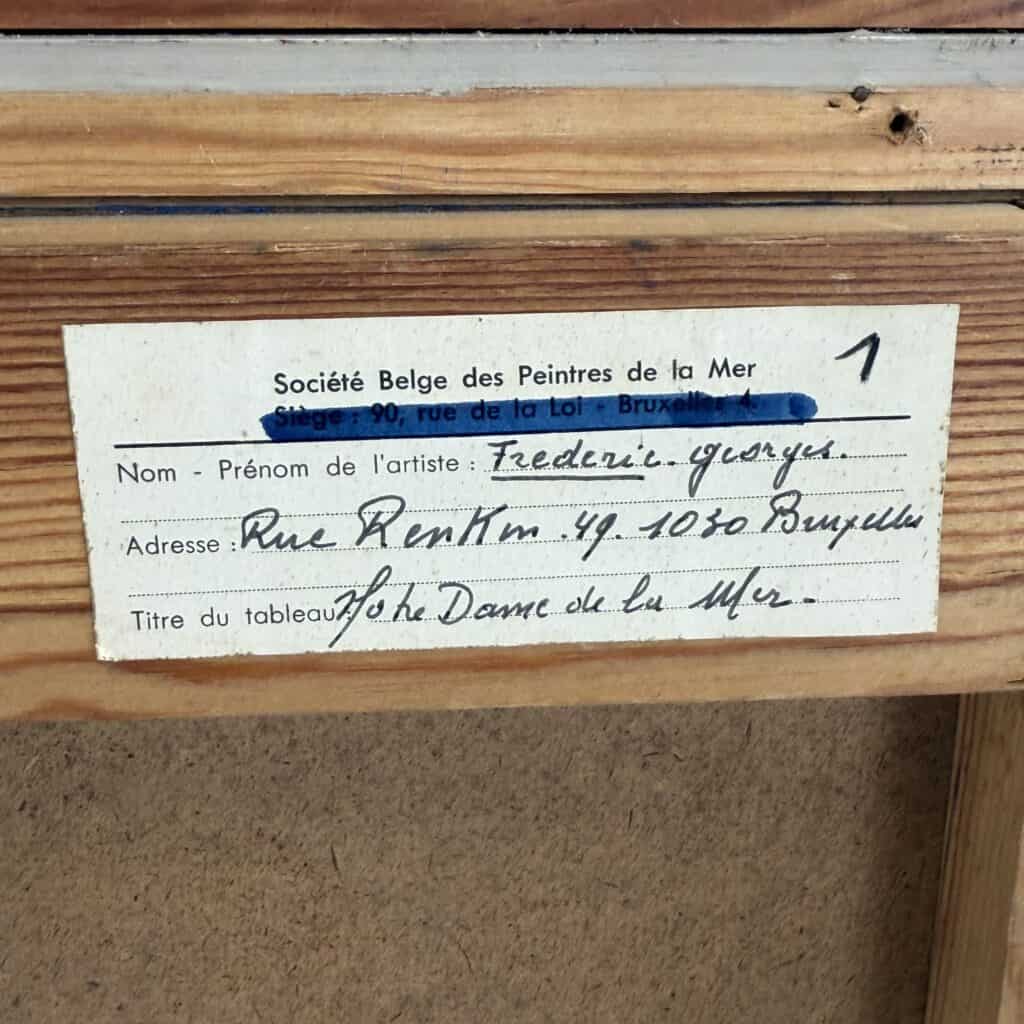 1
Société Belge des Peintres de la Mer
Siège : 90, rue de la Loi - Bruxelles 4.
Nom - Prénom de l'artiste : Frederic. georges.
Adresse : Rue Renkin . 49. 1030 Bruxelles
Titre du tableau : Notre Dame de la Mer.